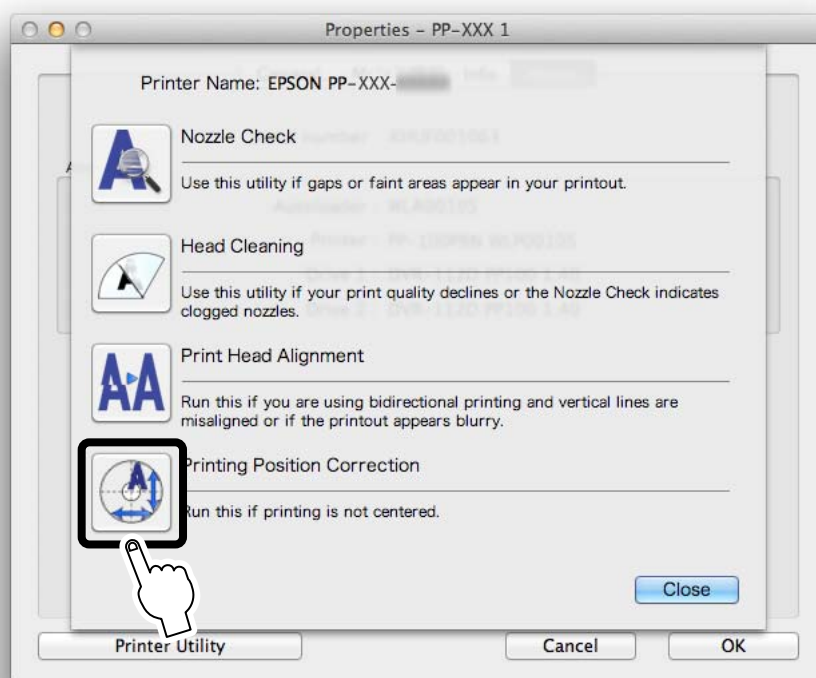 Properties - PP-XXX 1
Printer Name: EPSON PP-XXX-
Nozzle Check
Use this utility if gaps or faint areas appear in your printout.
Head Cleaning
Use this utility if your print quality declines or the Nozzle Check indicates
clogged nozzles.
Print Head Alignment
Run this if you are using bidirectional printing and vertical lines are
misaligned or if the printout appears blurry.
Printing Position Correction
Run this if printing is not centered.
Close
Printer Utility
Cancel
OK